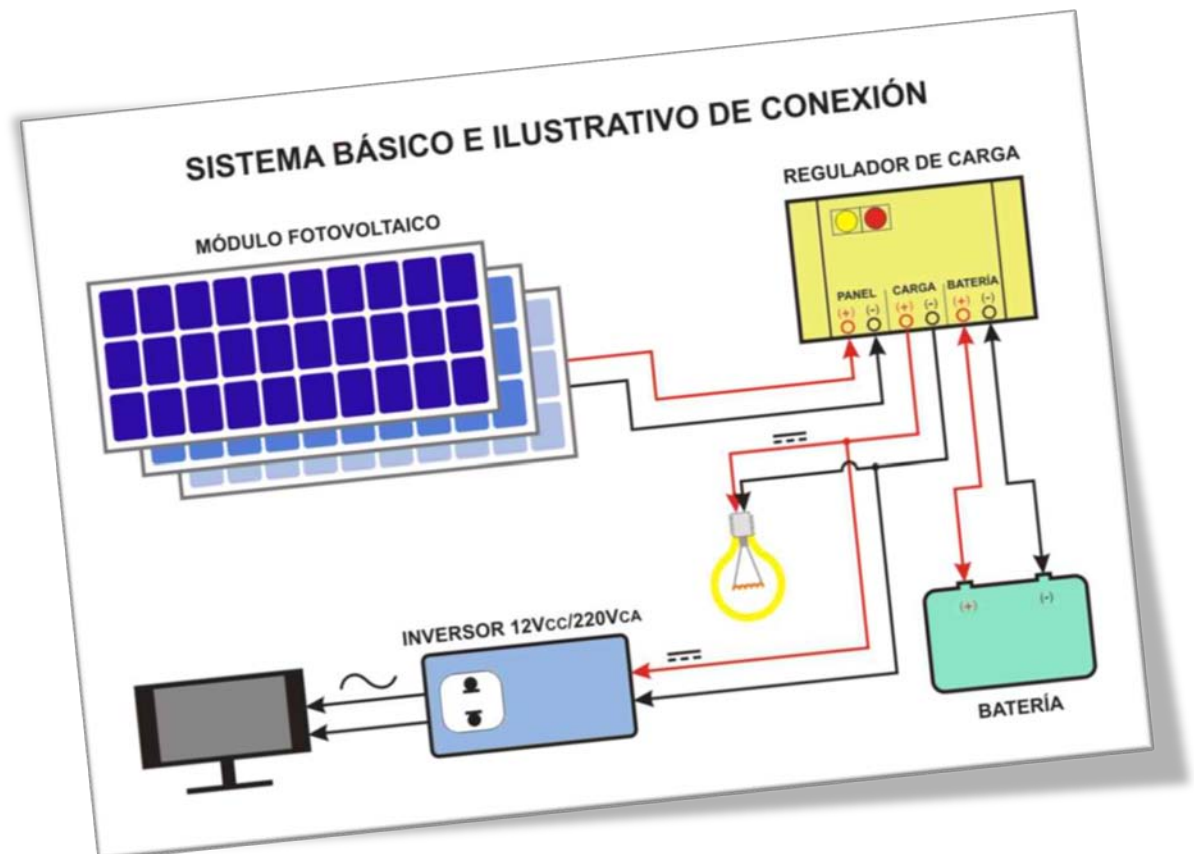 SISTEMA BÁSICO E ILUSTRATIVO DE CONEXIÓN
REGULADOR DE CARGA
MÓDULO FOTOVOLTAICO
PANEL CARGA BATERÍA
(+) (-) (+) (-) (+) (-)
INVERSOR 12VCC/220VCA
(+) (-)
BATERÍA